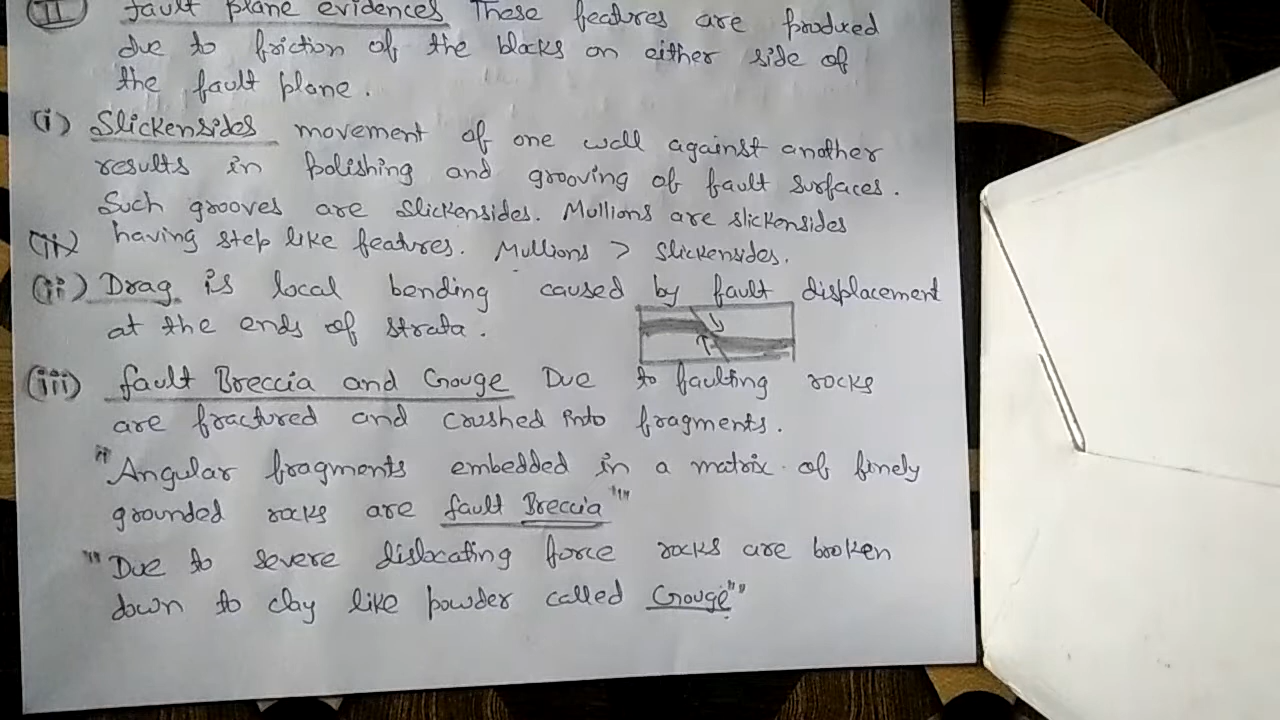 II fault plane evidences These features are produced
due to friction of the blocks on either side of
the fault plane.
(i) Slickensides movement of one wall against another
results in polishing and grooving of fault surfaces.
Such grooves are slickensides. Mullions are slickensides
having step like features. Mullions > slickensides.
(ii) Drag is local bending caused by fault displacement
at the ends of strata.
(iii) fault Breccia and Gouge Due to faulting rocks
are fractured and crushed into fragments.
"Angular fragments embedded in a matrix of finely
grounded rocks are fault Breccia"
"Due to severe dislocating force rocks are broken
down to clay like powder called Gouge"